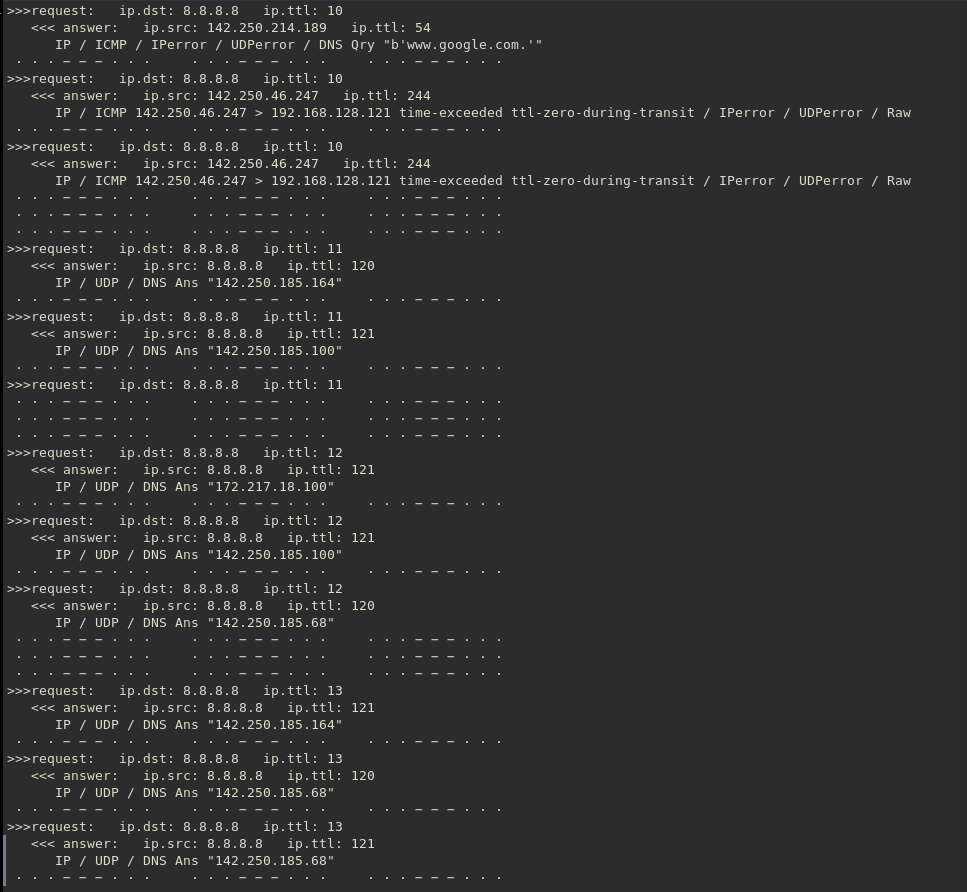 >>>request:   ip.dst: 8.8.8.8   ip.ttl: 10
   <<< answer:   ip.src: 142.250.214.189   ip.ttl: 54
      IP / ICMP / IPerror / UDPerror / DNS Qry "b'www.google.com.'"
 . . . – – – . . .     . . . – – – . . .     . . . – – – . . .
>>>request:   ip.dst: 8.8.8.8   ip.ttl: 10
   <<< answer:   ip.src: 142.250.46.247   ip.ttl: 244
      IP / ICMP 142.250.46.247 > 192.168.128.121 time-exceeded ttl-zero-during-transit / IPerror / UDPerror / Raw
 . . . – – – . . .     . . . – – – . . .     . . . – – – . . .
>>>request:   ip.dst: 8.8.8.8   ip.ttl: 10
   <<< answer:   ip.src: 142.250.46.247   ip.ttl: 244
      IP / ICMP 142.250.46.247 > 192.168.128.121 time-exceeded ttl-zero-during-transit / IPerror / UDPerror / Raw
 . . . – – – . . .     . . . – – – . . .     . . . – – – . . .
 . . . – – – . . .     . . . – – – . . .     . . . – – – . . .
 . . . – – – . . .     . . . – – – . . .     . . . – – – . . .
>>>request:   ip.dst: 8.8.8.8   ip.ttl: 11
   <<< answer:   ip.src: 8.8.8.8   ip.ttl: 120
      IP / UDP / DNS Ans "142.250.185.164"
 . . . – – – . . .     . . . – – – . . .     . . . – – – . . .
>>>request:   ip.dst: 8.8.8.8   ip.ttl: 11
   <<< answer:   ip.src: 8.8.8.8   ip.ttl: 121
      IP / UDP / DNS Ans "142.250.185.100"
 . . . – – – . . .     . . . – – – . . .     . . . – – – . . .
>>>request:   ip.dst: 8.8.8.8   ip.ttl: 11
 . . . – – – . . .     . . . – – – . . .     . . . – – – . . .
 . . . – – – . . .     . . . – – – . . .     . . . – – – . . .
 . . . – – – . . .     . . . – – – . . .     . . . – – – . . .
>>>request:   ip.dst: 8.8.8.8   ip.ttl: 12
   <<< answer:   ip.src: 8.8.8.8   ip.ttl: 121
      IP / UDP / DNS Ans "172.217.18.100"
 . . . – – – . . .     . . . – – – . . .     . . . – – – . . .
>>>request:   ip.dst: 8.8.8.8   ip.ttl: 12
   <<< answer:   ip.src: 8.8.8.8   ip.ttl: 121
      IP / UDP / DNS Ans "142.250.185.100"
 . . . – – – . . .     . . . – – – . . .     . . . – – – . . .
>>>request:   ip.dst: 8.8.8.8   ip.ttl: 12
   <<< answer:   ip.src: 8.8.8.8   ip.ttl: 120
      IP / UDP / DNS Ans "142.250.185.68"
 . . . – – – . . .     . . . – – – . . .     . . . – – – . . .
 . . . – – – . . .     . . . – – – . . .     . . . – – – . . .
 . . . – – – . . .     . . . – – – . . .     . . . – – – . . .
>>>request:   ip.dst: 8.8.8.8   ip.ttl: 13
   <<< answer:   ip.src: 8.8.8.8   ip.ttl: 121
      IP / UDP / DNS Ans "142.250.185.164"
 . . . – – – . . .     . . . – – – . . .     . . . – – – . . .
>>>request:   ip.dst: 8.8.8.8   ip.ttl: 13
   <<< answer:   ip.src: 8.8.8.8   ip.ttl: 120
      IP / UDP / DNS Ans "142.250.185.68"
 . . . – – – . . .     . . . – – – . . .     . . . – – – . . .
>>>request:   ip.dst: 8.8.8.8   ip.ttl: 13
   <<< answer:   ip.src: 8.8.8.8   ip.ttl: 121
      IP / UDP / DNS Ans "142.250.185.68"
 . . . – – – . . .     . . . – – – . . .     . . . – – – . . .